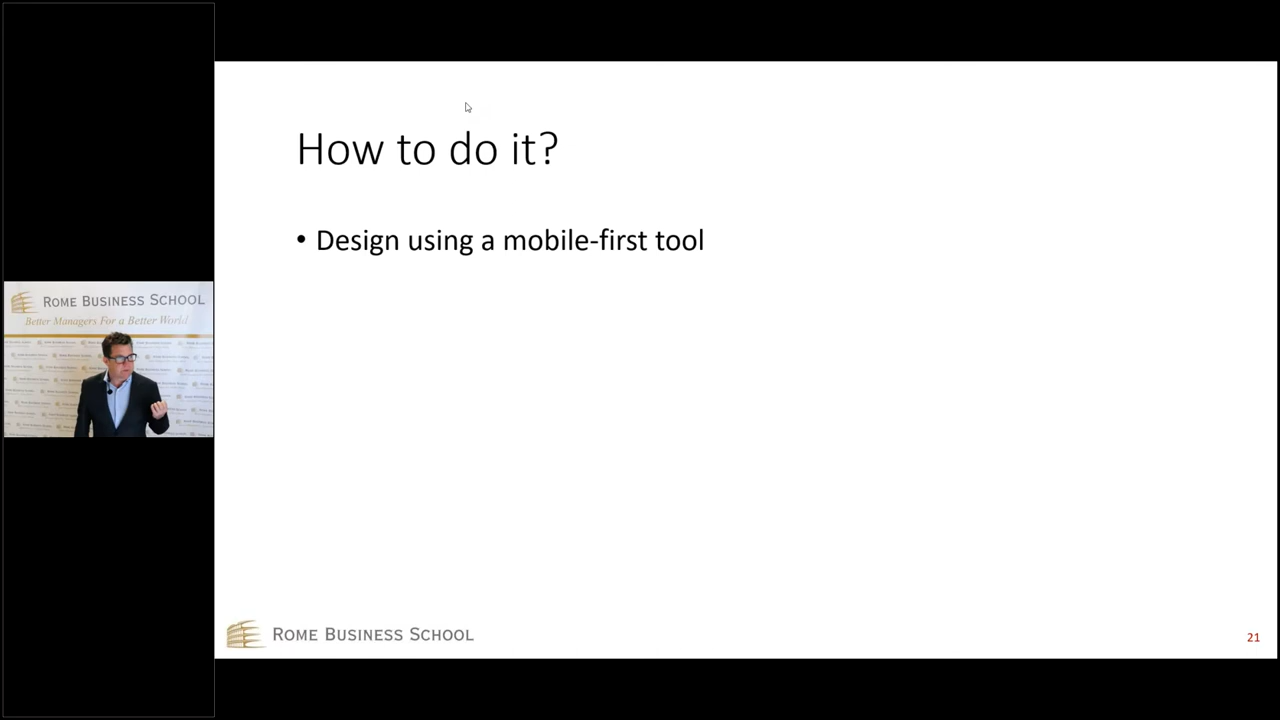 How to do it?
• Design using a mobile-first tool
ROME BUSINESS SCHOOL
Better Managers For a Better World
ROME BUSINESS SCHOOL
21